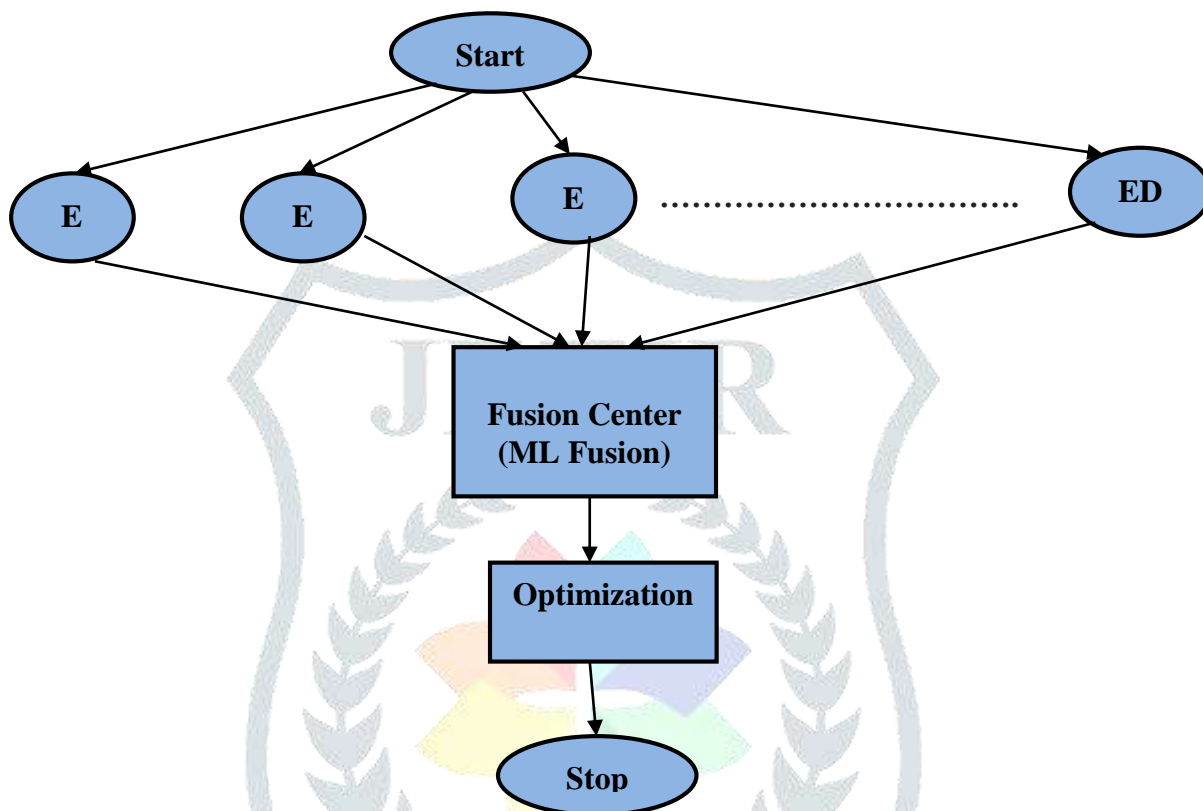 Start
E
E
E
……………………………..
ED
Fusion Center
(ML Fusion)
Optimization
Stop